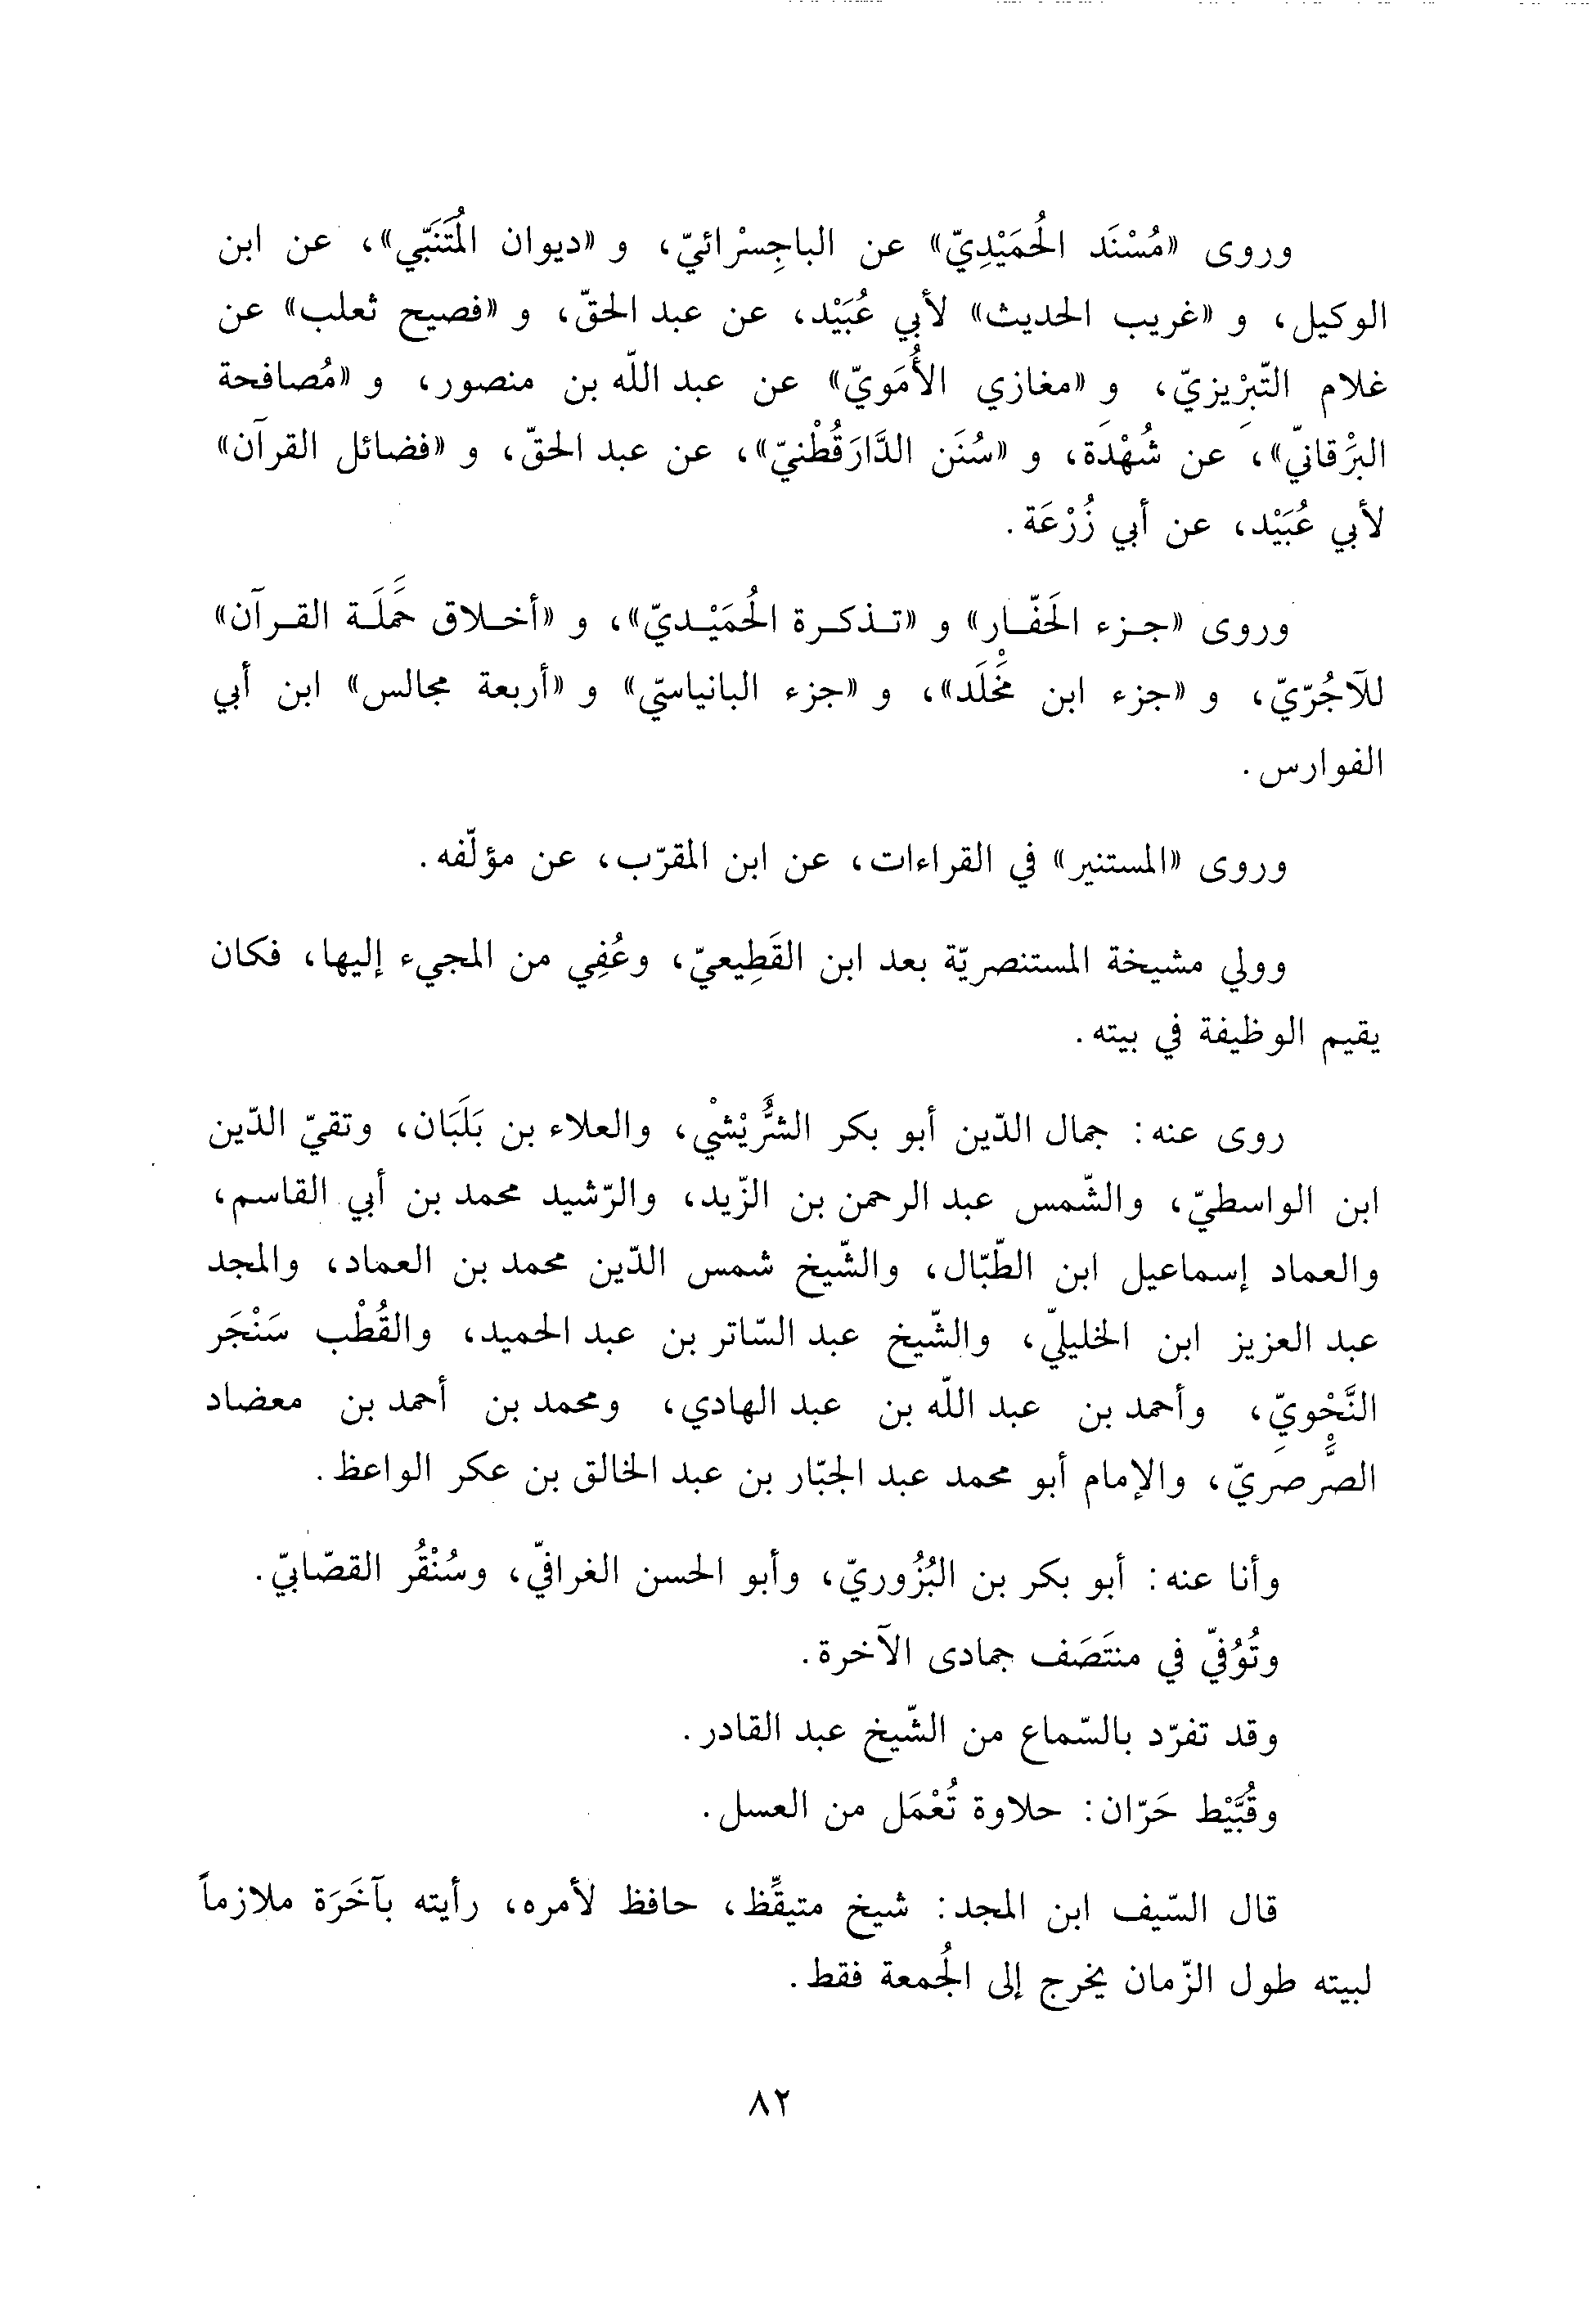 وروى «مُسْنَد الحُمَيْدِيّ» عن الباجِسْرائيّ، و «ديوان المُتَنَبّي»، عن ابن
الوكيل، و «غريب الحديث» لأبي عُبَيْد، عن عبد الحقّ، و «فصيح ثعلب» عن
غلام التّبرِْيزيّ، و «مغازي الأُمَويّ» عن عبد اللّه بن منصور، و «مُصافحة
البَرْقانيّ»، عن شُهْدَة، و «سُنَن الدَّارَقُطْنيّ»، عن عبد الحقّ، و «فضائل القرآن»
لأبي عُبَيْد، عن أبي زُرْعَة.
وروى «جزء الحَفّار» و «تذكرة الحُمَيْديّ»، و «أخلاق حَمَلَة القرآن»
للآجُرّيّ، و «جزء ابن مَخْلَد»، و «جزء البانياسيّ» و «أربعة مجالس» ابن أبي
الفوارس.
وروى «المستنير» في القراءات، عن ابن المقرّب، عن مؤلّفه.
وولي مشيخة المستنصريّة بعد ابن القَطِيعيّ، وعُفِي من المجيء إليها، فكان
يقيم الوظيفة في بيته.
روى عنه: جمال الدّين أبو بكر الشَُّرِيْشيْ، والعلاء بن بَلَبَان، وتقيّ الدّين
ابن الواسطيّ، والشّمس عبد الرحمن بن الزّيد، والرّشيد محمد بن أبي القاسم،
والعماد إسماعيل ابن الطّبّال، والشّيخ شمس الدّين محمد بن العماد، والمجد
عبد العزيز ابن الخليليّ، والشّيخ عبد السّاتر بن عبد الحميد، والقُطْب سَنْجَر
النَّحْويّ، وأحمد بن عبد اللّه بن عبد الهادي، ومحمد بن أحمد بن معضاد
الصَّرْصَريّ، والإمام أبو محمد عبد الجبّار بن عبد الخالق بن عكر الواعظ.
وأنا عنه: أبو بكر بن البُزُوريّ، وأبو الحسن الغرافيّ، وسُنْقُر القصّابيّ.
وتُوُفيّ في منتَصَف جمادى الآخرة.
وقد تفرّد بالسّماع من الشّيخ عبد القادر.
وقُبَّيْط حَرّان: حلاوة تُعْمَل من العسل.
قال السّيف ابن المجد: شيخ متيقِّظ، حافظ لأمره، رأيته بآخَرَة ملازماً
لبيته طول الزّمان يخرج إلى الجُمعة فقط.
٨٢